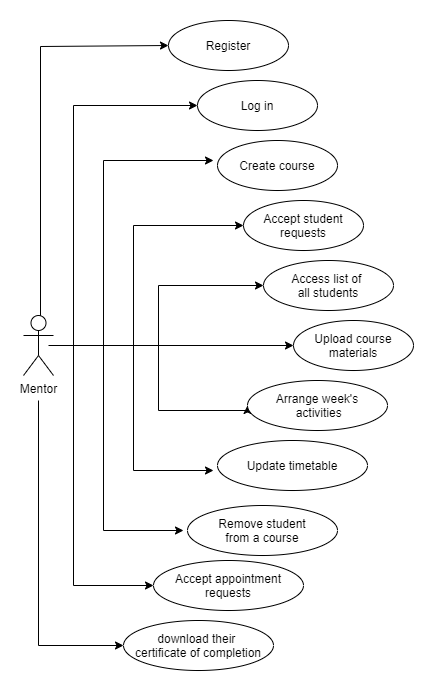 Register
Log in
Create course
Accept student
requests
Access list of
all students
Upload course
materials
Mentor
Arrange week's
activities
Update timetable
Remove student
from a course
Accept appointment
requests
download their
certificate of completion